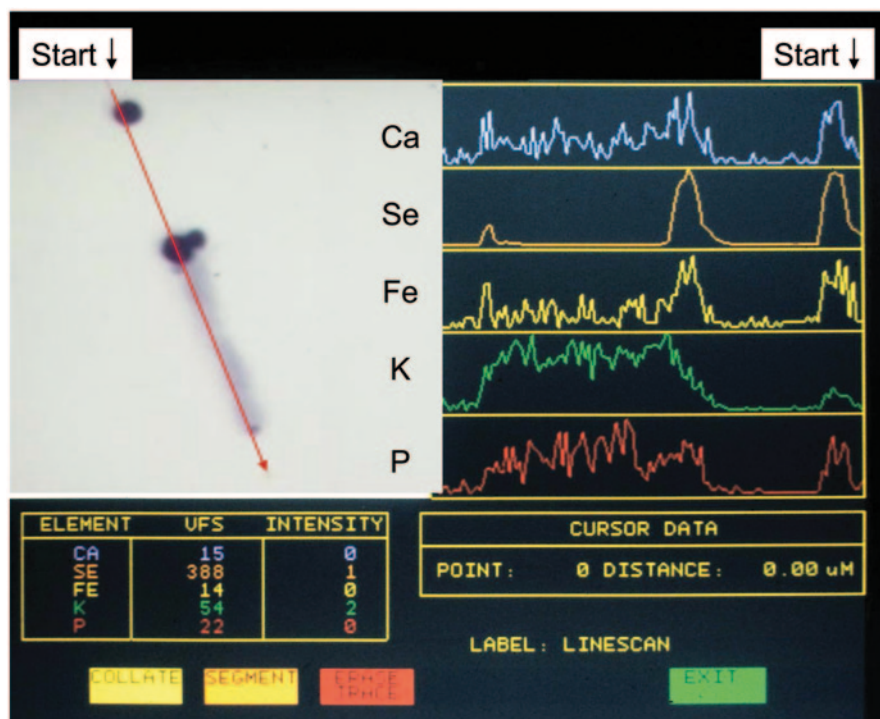 Start ↓
Start ↓
Ca
Se
Fe
K
P
ELEMENT VFS INTENSITY
CA 15 0
SE 388 1
FE 14 0
K 54 2
P 22 0
CURSOR DATA
POINT: 0 DISTANCE: 0.00 uM
LABEL: LINESCAN
COLLATE SEGMENT ERASE TRACE EXIT